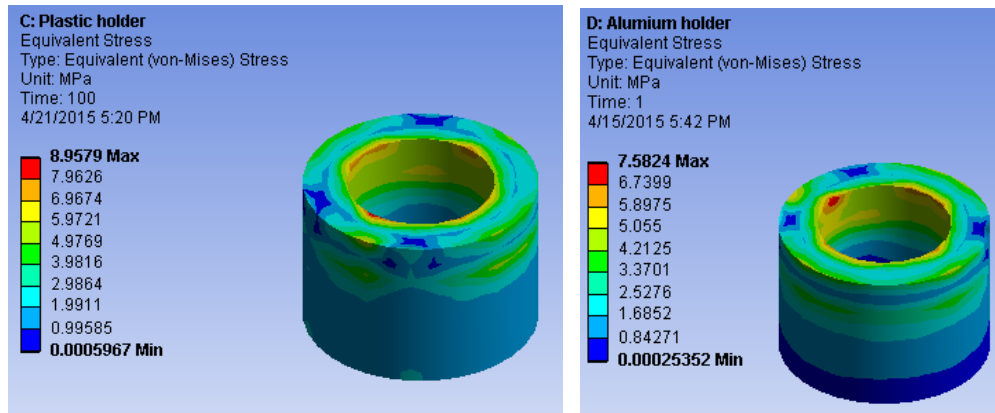 C: Plastic holder
Equivalent Stress
Type: Equivalent (von-Mises) Stress
Unit: MPa
Time: 100
4/21/2015 5:20 PM
8.9579 Max
7.9626
6.9674
5.9721
4.9769
3.9816
2.9864
1.9911
0.99585
0.0005967 Min
D: Alumium holder
Equivalent Stress
Type: Equivalent (von-Mises) Stress
Unit: MPa
Time: 1
4/15/2015 5:42 PM
7.5824 Max
6.7399
5.8975
5.055
4.2125
3.3701
2.5276
1.6852
0.84271
0.00025352 Min